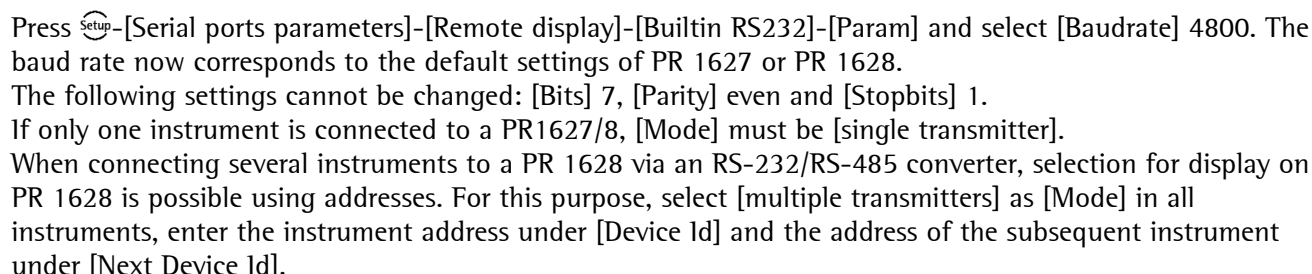 Press Setup-[Serial ports parameters]-[Remote display]-[Builtin RS232]-[Param] and select [Baudrate] 4800. The
baud rate now corresponds to the default settings of PR 1627 or PR 1628.
The following settings cannot be changed: [Bits] 7, [Parity] even and [Stopbits] 1.
If only one instrument is connected to a PR1627/8, [Mode] must be [single transmitter].
When connecting several instruments to a PR 1628 via an RS-232/RS-485 converter, selection for display on
PR 1628 is possible using addresses. For this purpose, select [multiple transmitters] as [Mode] in all
instruments, enter the instrument address under [Device Id] and the address of the subsequent instrument
under [Next Device Id].